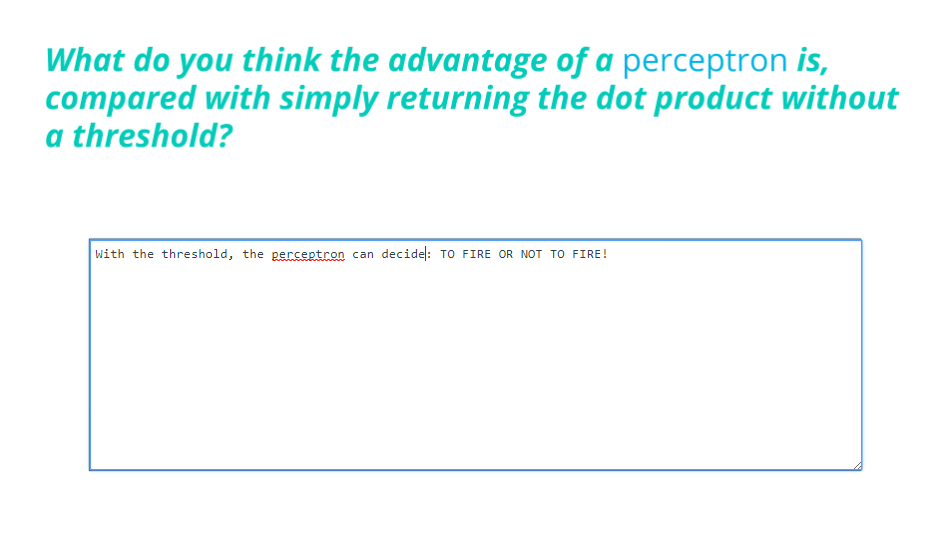 What do you think the advantage of a perceptron is,
compared with simply returning the dot product without
a threshold?
With the threshold, the perceptron can decide: TO FIRE OR NOT TO FIRE!